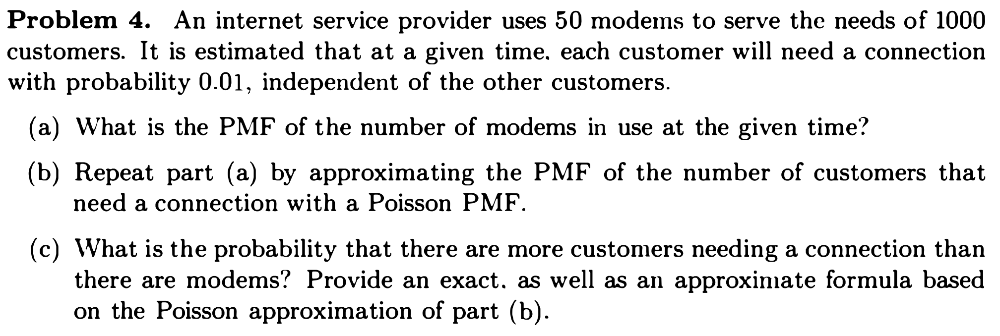 Problem 4. An internet service provider uses 50 modems to serve the needs of 1000
customers. It is estimated that at a given time. each customer will need a connection
with probability 0.01, independent of the other customers.
(a) What is the PMF of the number of modems in use at the given time?
(b) Repeat part (a) by approximating the PMF of the number of customers that
need a connection with a Poisson PMF.
(c) What is the probability that there are more customers needing a connection than
there are modems? Provide an exact. as well as an approximate formula based
on the Poisson approximation of part (b).